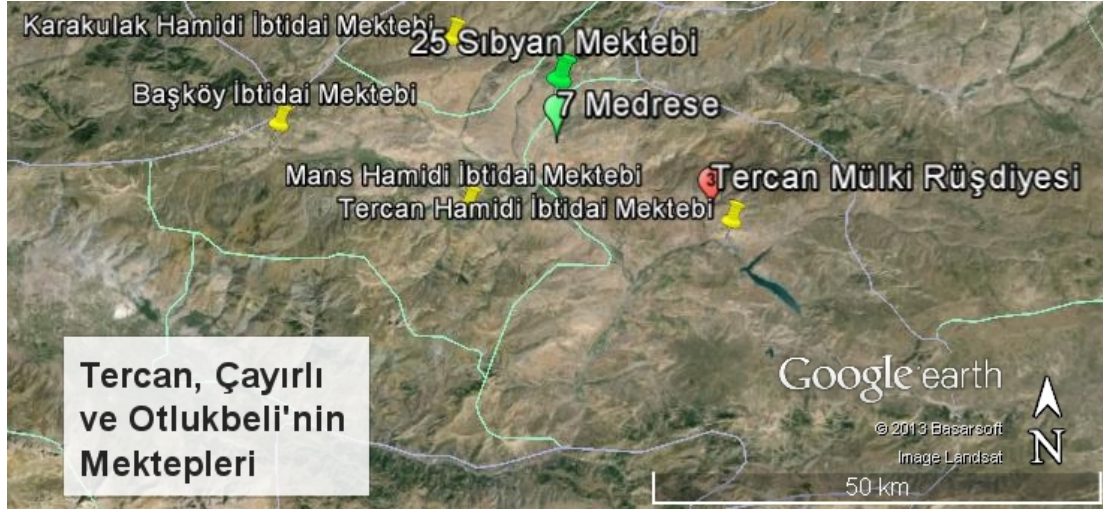 Karakulak Hamidi İbtidai Mektebi
25 Sıbyan Mektebi
Başköy İbtidai Mektebi
7 Medrese
Mans Hamidi İbtidai Mektebi
3
Tercan Mülki Rüşdiyesi
Tercan Hamidi İbtidai Mektebi
Tercan, Çayırlı
ve Otlukbeli'nin
Mektepleri
Google earth
© 2013 Basarsoft
Image Landsat
N
50 km